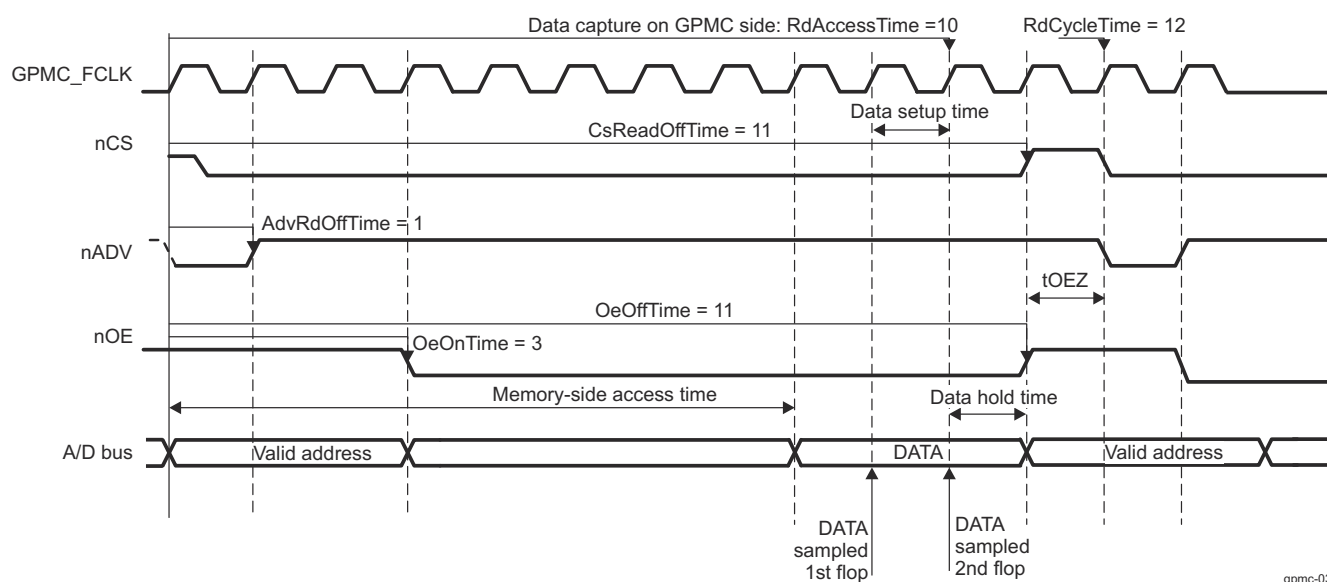 Data capture on GPMC side: RdAccessTime =10
RdCycleTime = 12
GPMC_FCLK
Data setup time
CsReadOffTime = 11
nCS
AdvRdOffTime = 1
nADV
tOEZ
OeOffTime = 11
nOE
OeOnTime = 3
Memory-side access time
Data hold time
A/D bus
Valid address
DATA
Valid address
DATA
sampled
1st flop
DATA
sampled
2nd flop